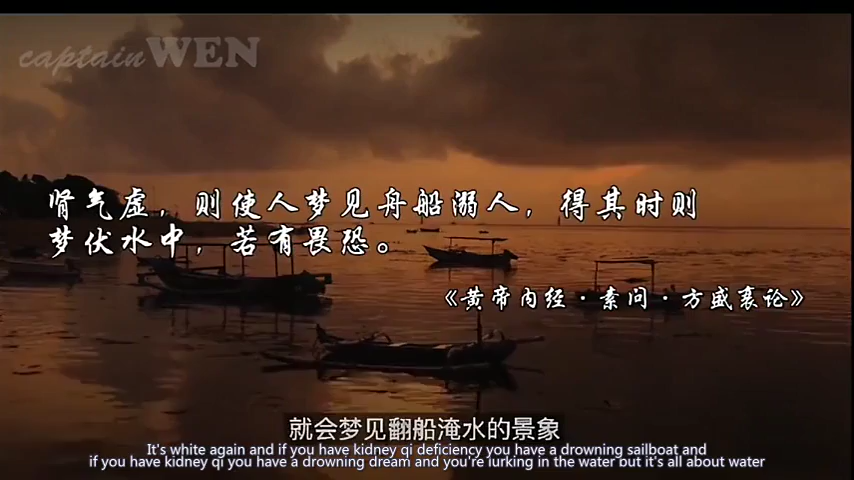 captainWEN
肾气虚，则使人梦见舟船溺人，得其时则
梦伏水中，若有畏恐。
《黄帝内经·素问·方盛衰论》
就会梦见翻船淹水的景象
It's white again and if you have kidney qi deficiency you have a drowning sailboat and
if you have kidney qi you have a drowning dream and you're lurking in the water but it's all about water